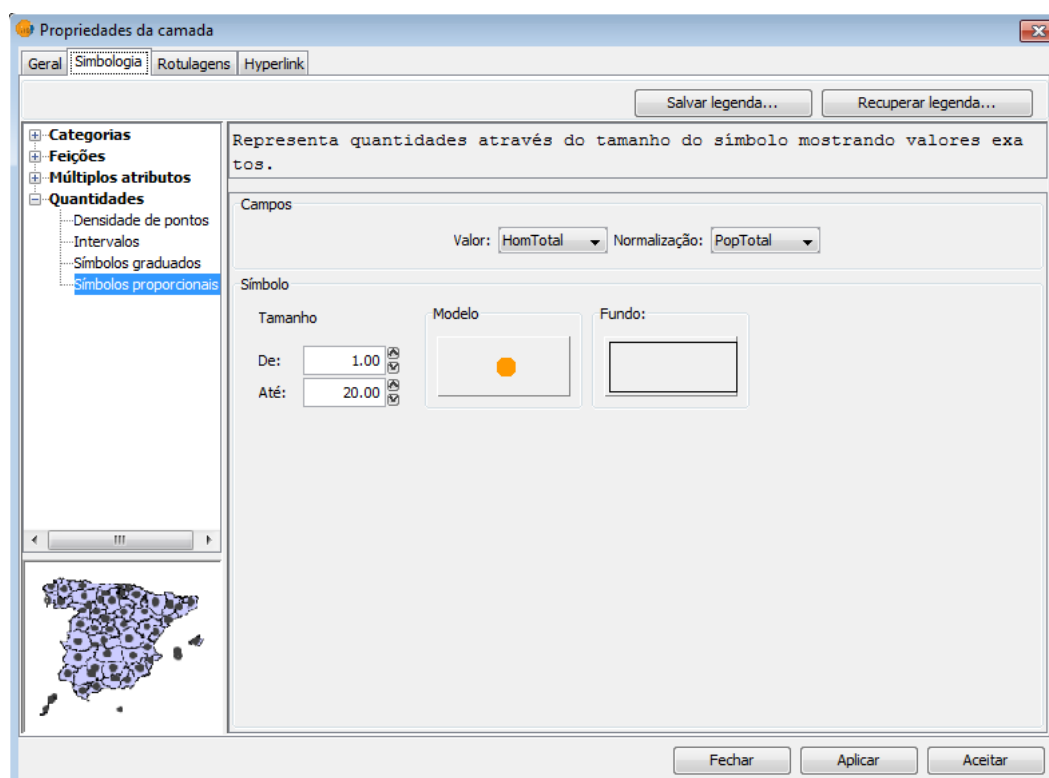 Propriedades da camada
Geral Simbologia Rotulagens Hyperlink
Salvar legenda... Recuperar legenda...
Categorias
Feições
Múltiplos atributos
Quantidades
Densidade de pontos
Intervalos
Símbolos graduados
Símbolos proporcionais
Representa quantidades através do tamanho do símbolo mostrando valores exa
tos.
Campos
Valor: HomTotal Normalização: PopTotal
Símbolo
Tamanho Modelo Fundo:
De: 1.00
Até: 20.00
Fechar Aplicar Aceitar